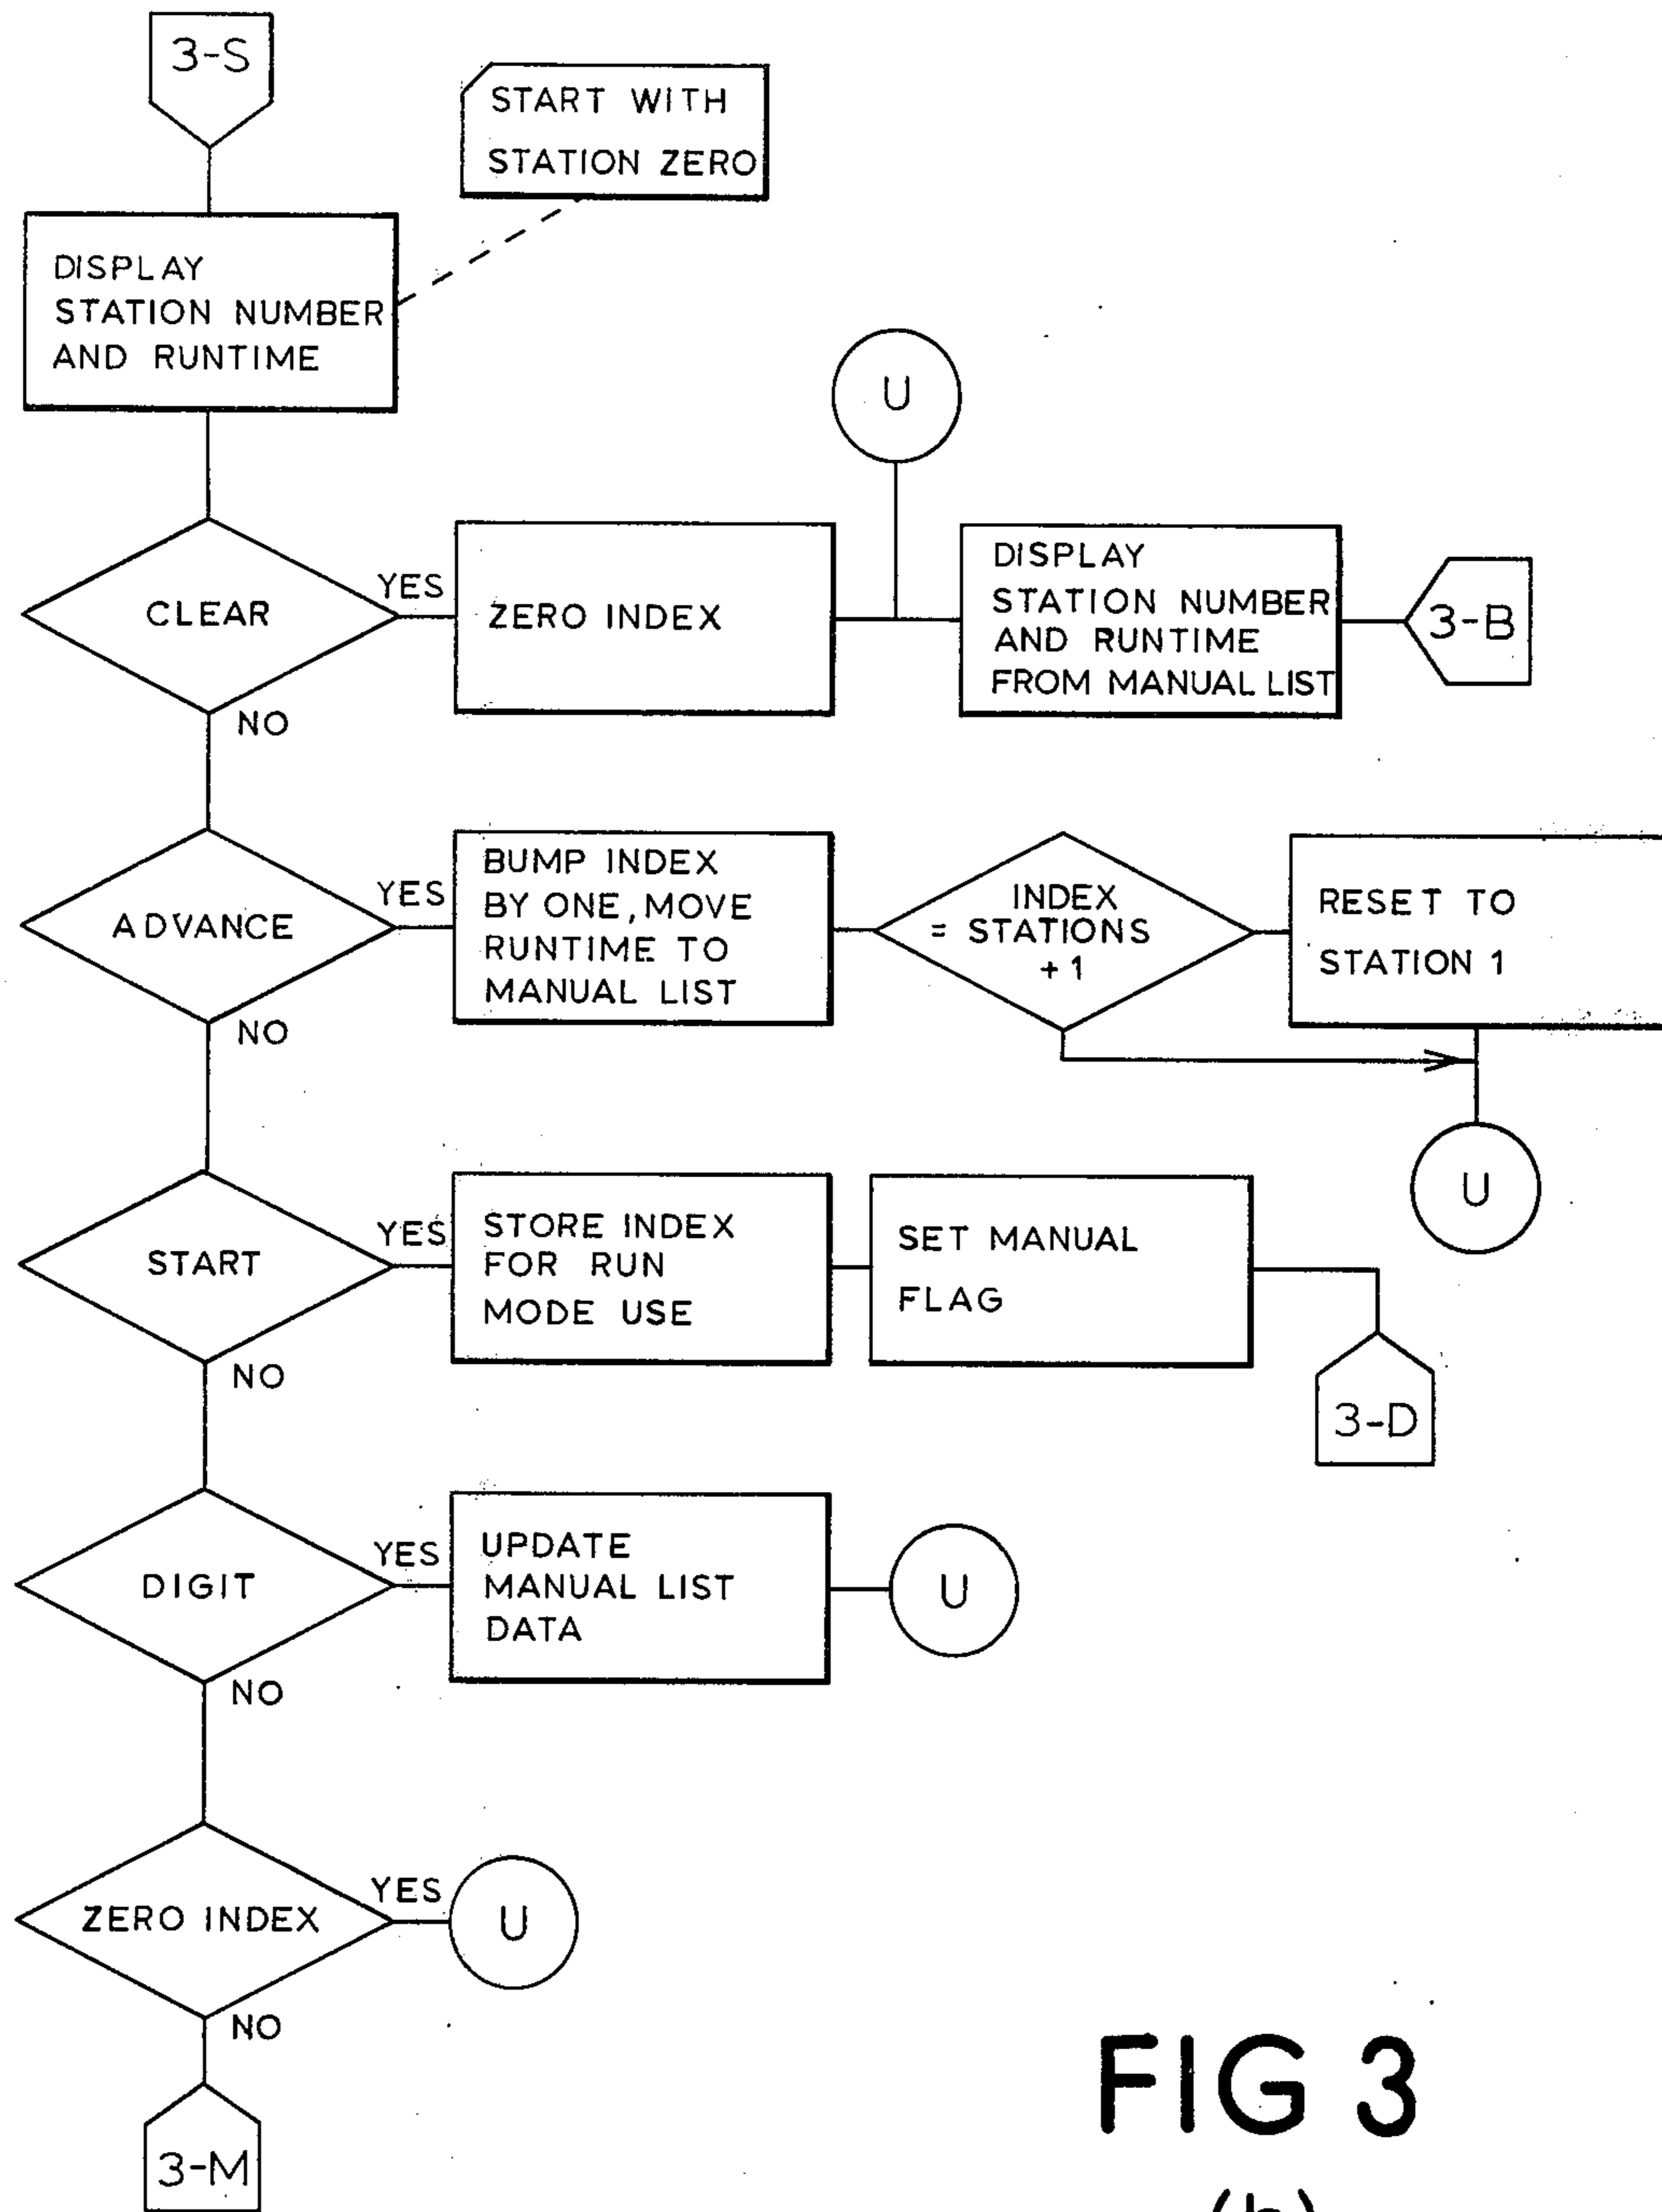 3-S
START WITH
STATION ZERO
DISPLAY
STATION NUMBER
AND RUNTIME
U
CLEAR
YES
NO
ZERO INDEX
DISPLAY
STATION NUMBER
AND RUNTIME
FROM MANUAL LIST
3-B
ADVANCE
YES
NO
BUMP INDEX
BY ONE, MOVE
RUNTIME TO
MANUAL LIST
INDEX
= STATIONS
+ 1
RESET TO
STATION 1
U
START
YES
NO
STORE INDEX
FOR RUN
MODE USE
SET MANUAL
FLAG
3-D
DIGIT
YES
NO
UPDATE
MANUAL LIST
DATA
U
ZERO INDEX
YES
NO
U
3-M
FIG 3